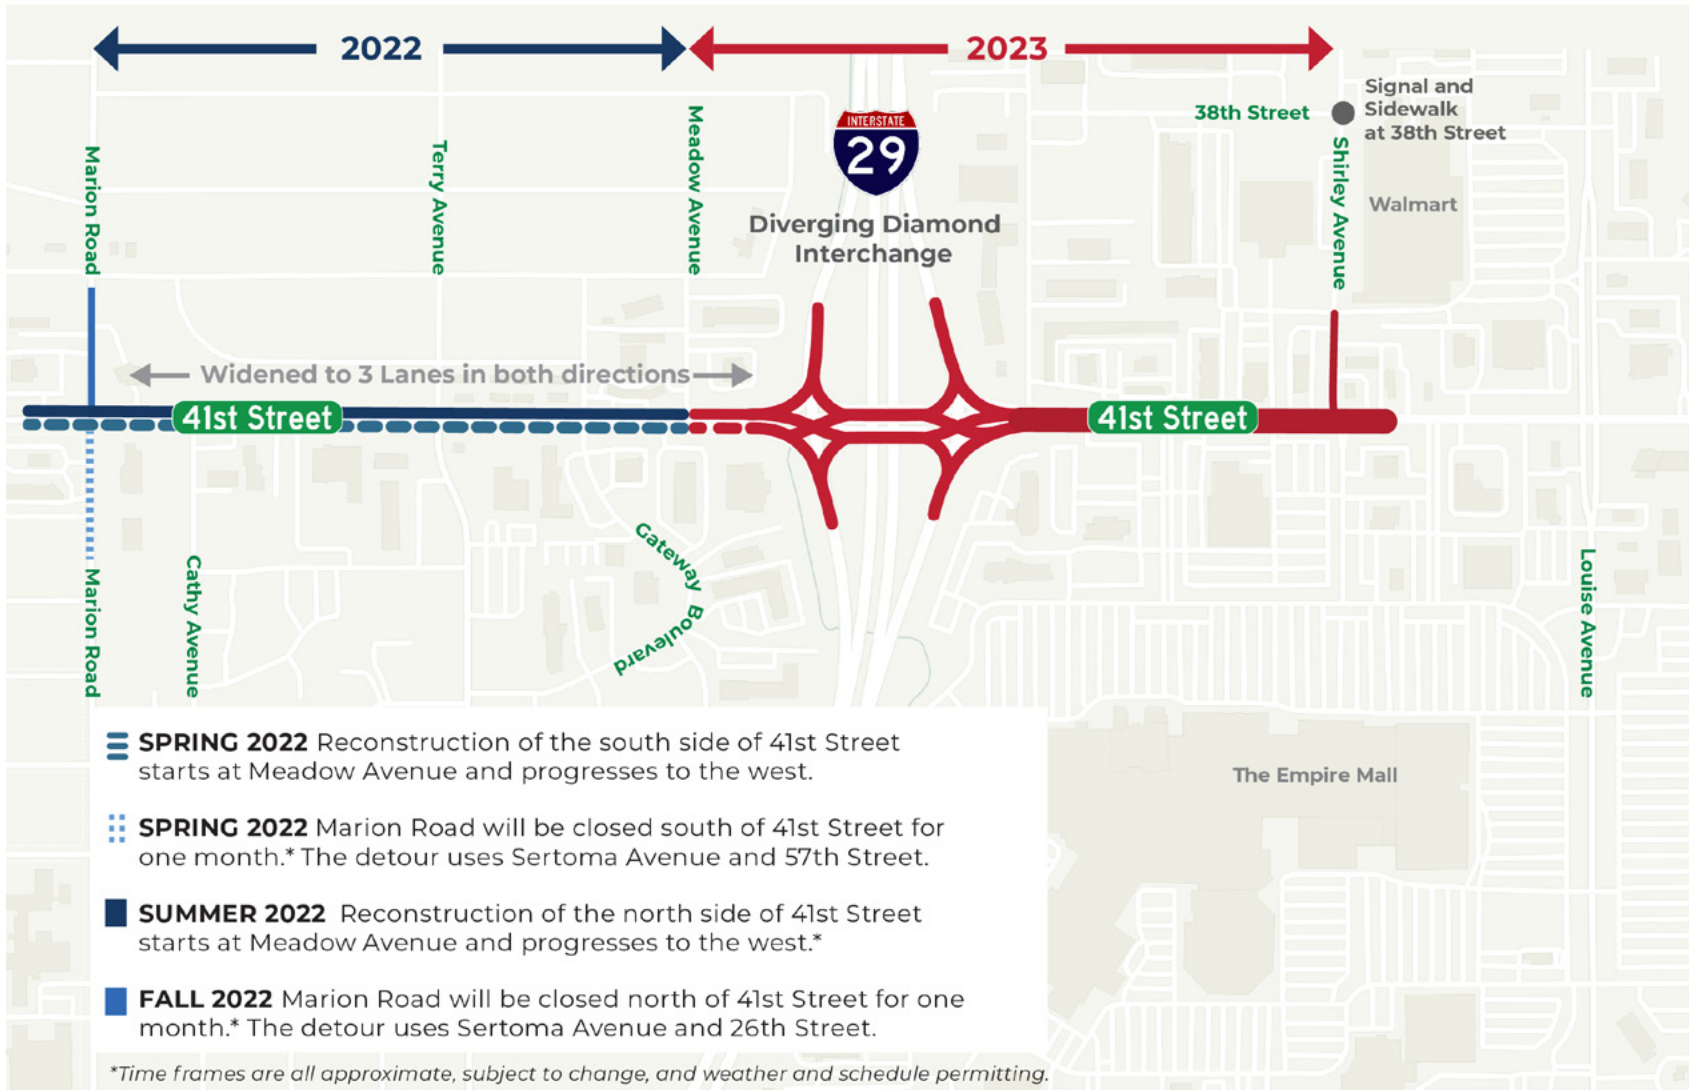 2022
2023
Signal and
Sidewalk
at 38th Street
38th Street
Marion Road
Terry Avenue
Meadow Avenue
INTERSTATE
29
Diverging Diamond
Interchange
Shirley Avenue
Walmart
Widened to 3 Lanes in both directions
41st Street
41st Street
Marion Road
Cathy Avenue
Gateway Boulevard
Louise Avenue
The Empire Mall
SPRING 2022 Reconstruction of the south side of 41st Street
starts at Meadow Avenue and progresses to the west.
SPRING 2022 Marion Road will be closed south of 41st Street for
one month.* The detour uses Sertoma Avenue and 57th Street.
SUMMER 2022 Reconstruction of the north side of 41st Street
starts at Meadow Avenue and progresses to the west.*
FALL 2022 Marion Road will be closed north of 41st Street for one
month.* The detour uses Sertoma Avenue and 26th Street.
*Time frames are all approximate, subject to change, and weather and schedule permitting.